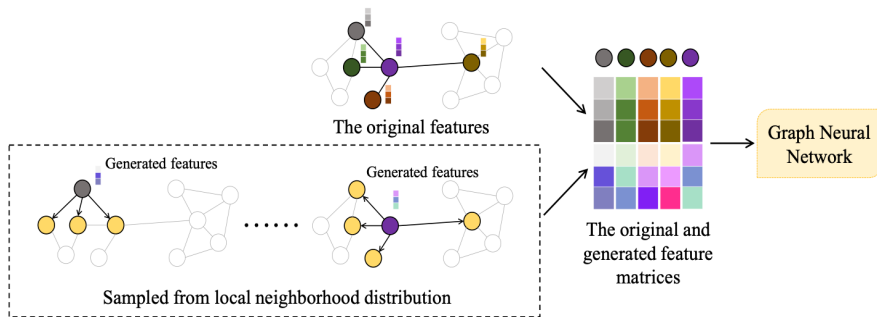 The original features
Generated features
Generated features
Sampled from local neighborhood distribution
The original and
generated feature
matrices
Graph Neural
Network